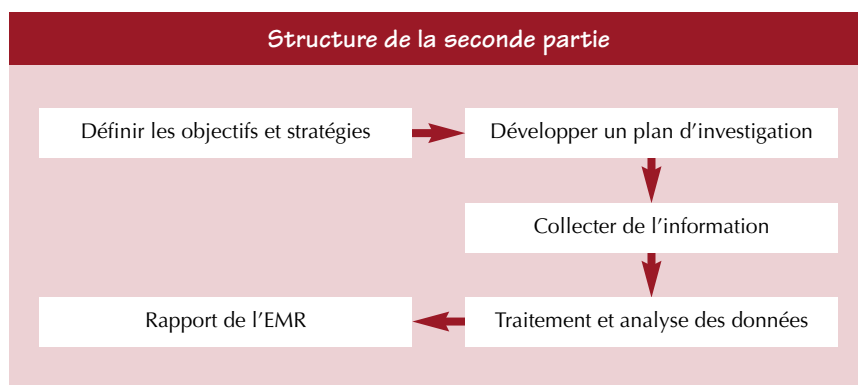 Structure de la seconde partie
Définir les objectifs et stratégies
Développer un plan d’investigation
Collecter de l’information
Traitement et analyse des données
Rapport de l’EMR